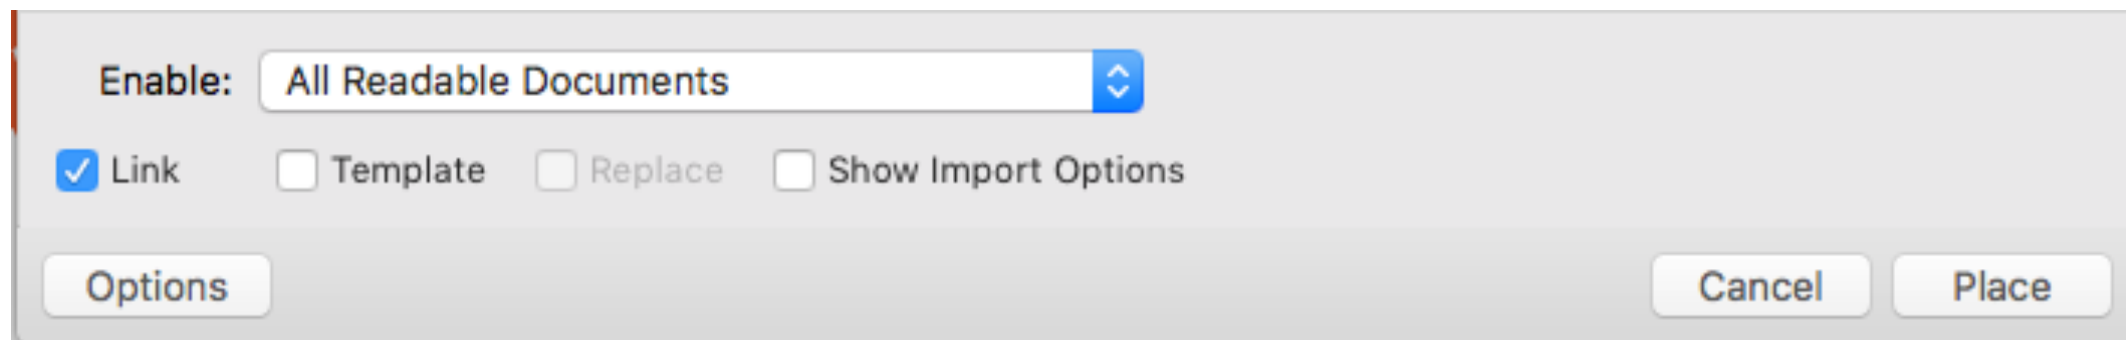 Enable: All Readable Documents
Link Template Replace Show Import Options
Options Cancel Place